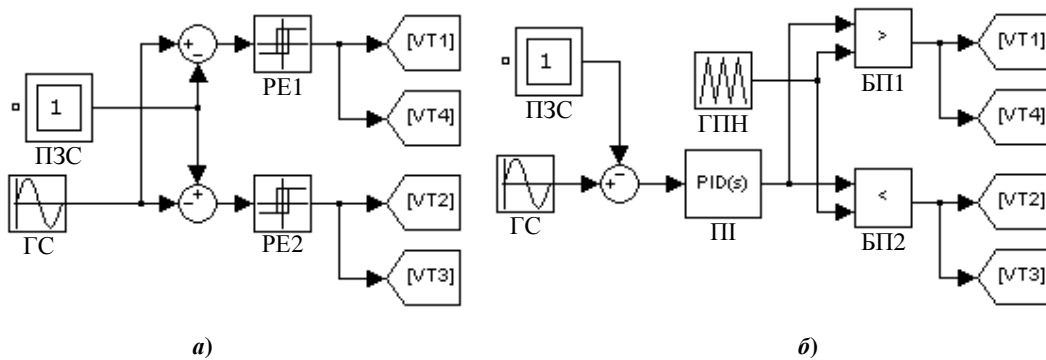 [VT1]
РЕ1
1
ПЗС
[VT4]
ГС
[VT2]
РЕ2
[VT3]
а)
1
ПЗС
ГПН
>
БП1
[VT1]
[VT4]
ГС
PID(s)
ПІ
<
БП2
[VT2]
[VT3]
б)